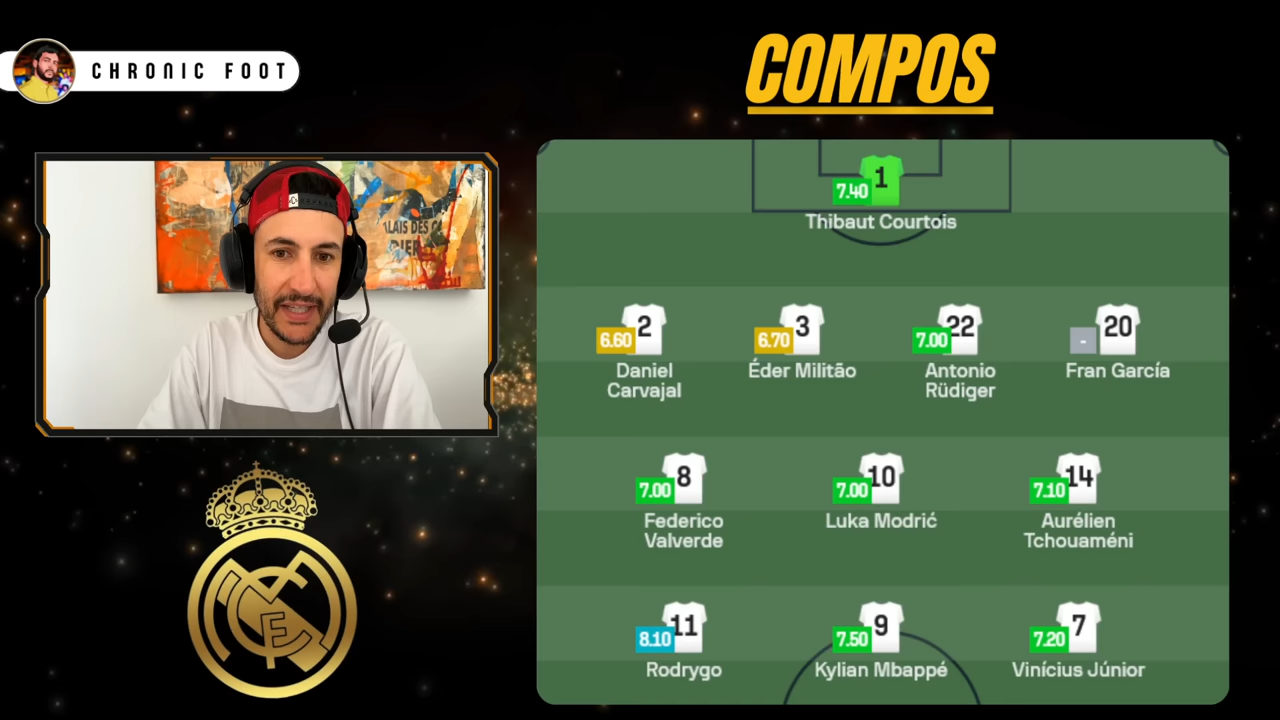 CHRONIC FOOT
COMPOS
ALAIS DES
1
7.40
Thibaut Courtois
2
6.60
Daniel
Carvajal
3
6.70
Éder Militão
22
7.00
Antonio
Rüdiger
20
-
Fran García
8
7.00
Federico
Valverde
10
7.00
Luka Modrić
14
7.10
Aurélien
Tchouaméni
11
8.10
Rodrygo
9
7.50
Kylian Mbappé
7
7.20
Vinícius Júnior